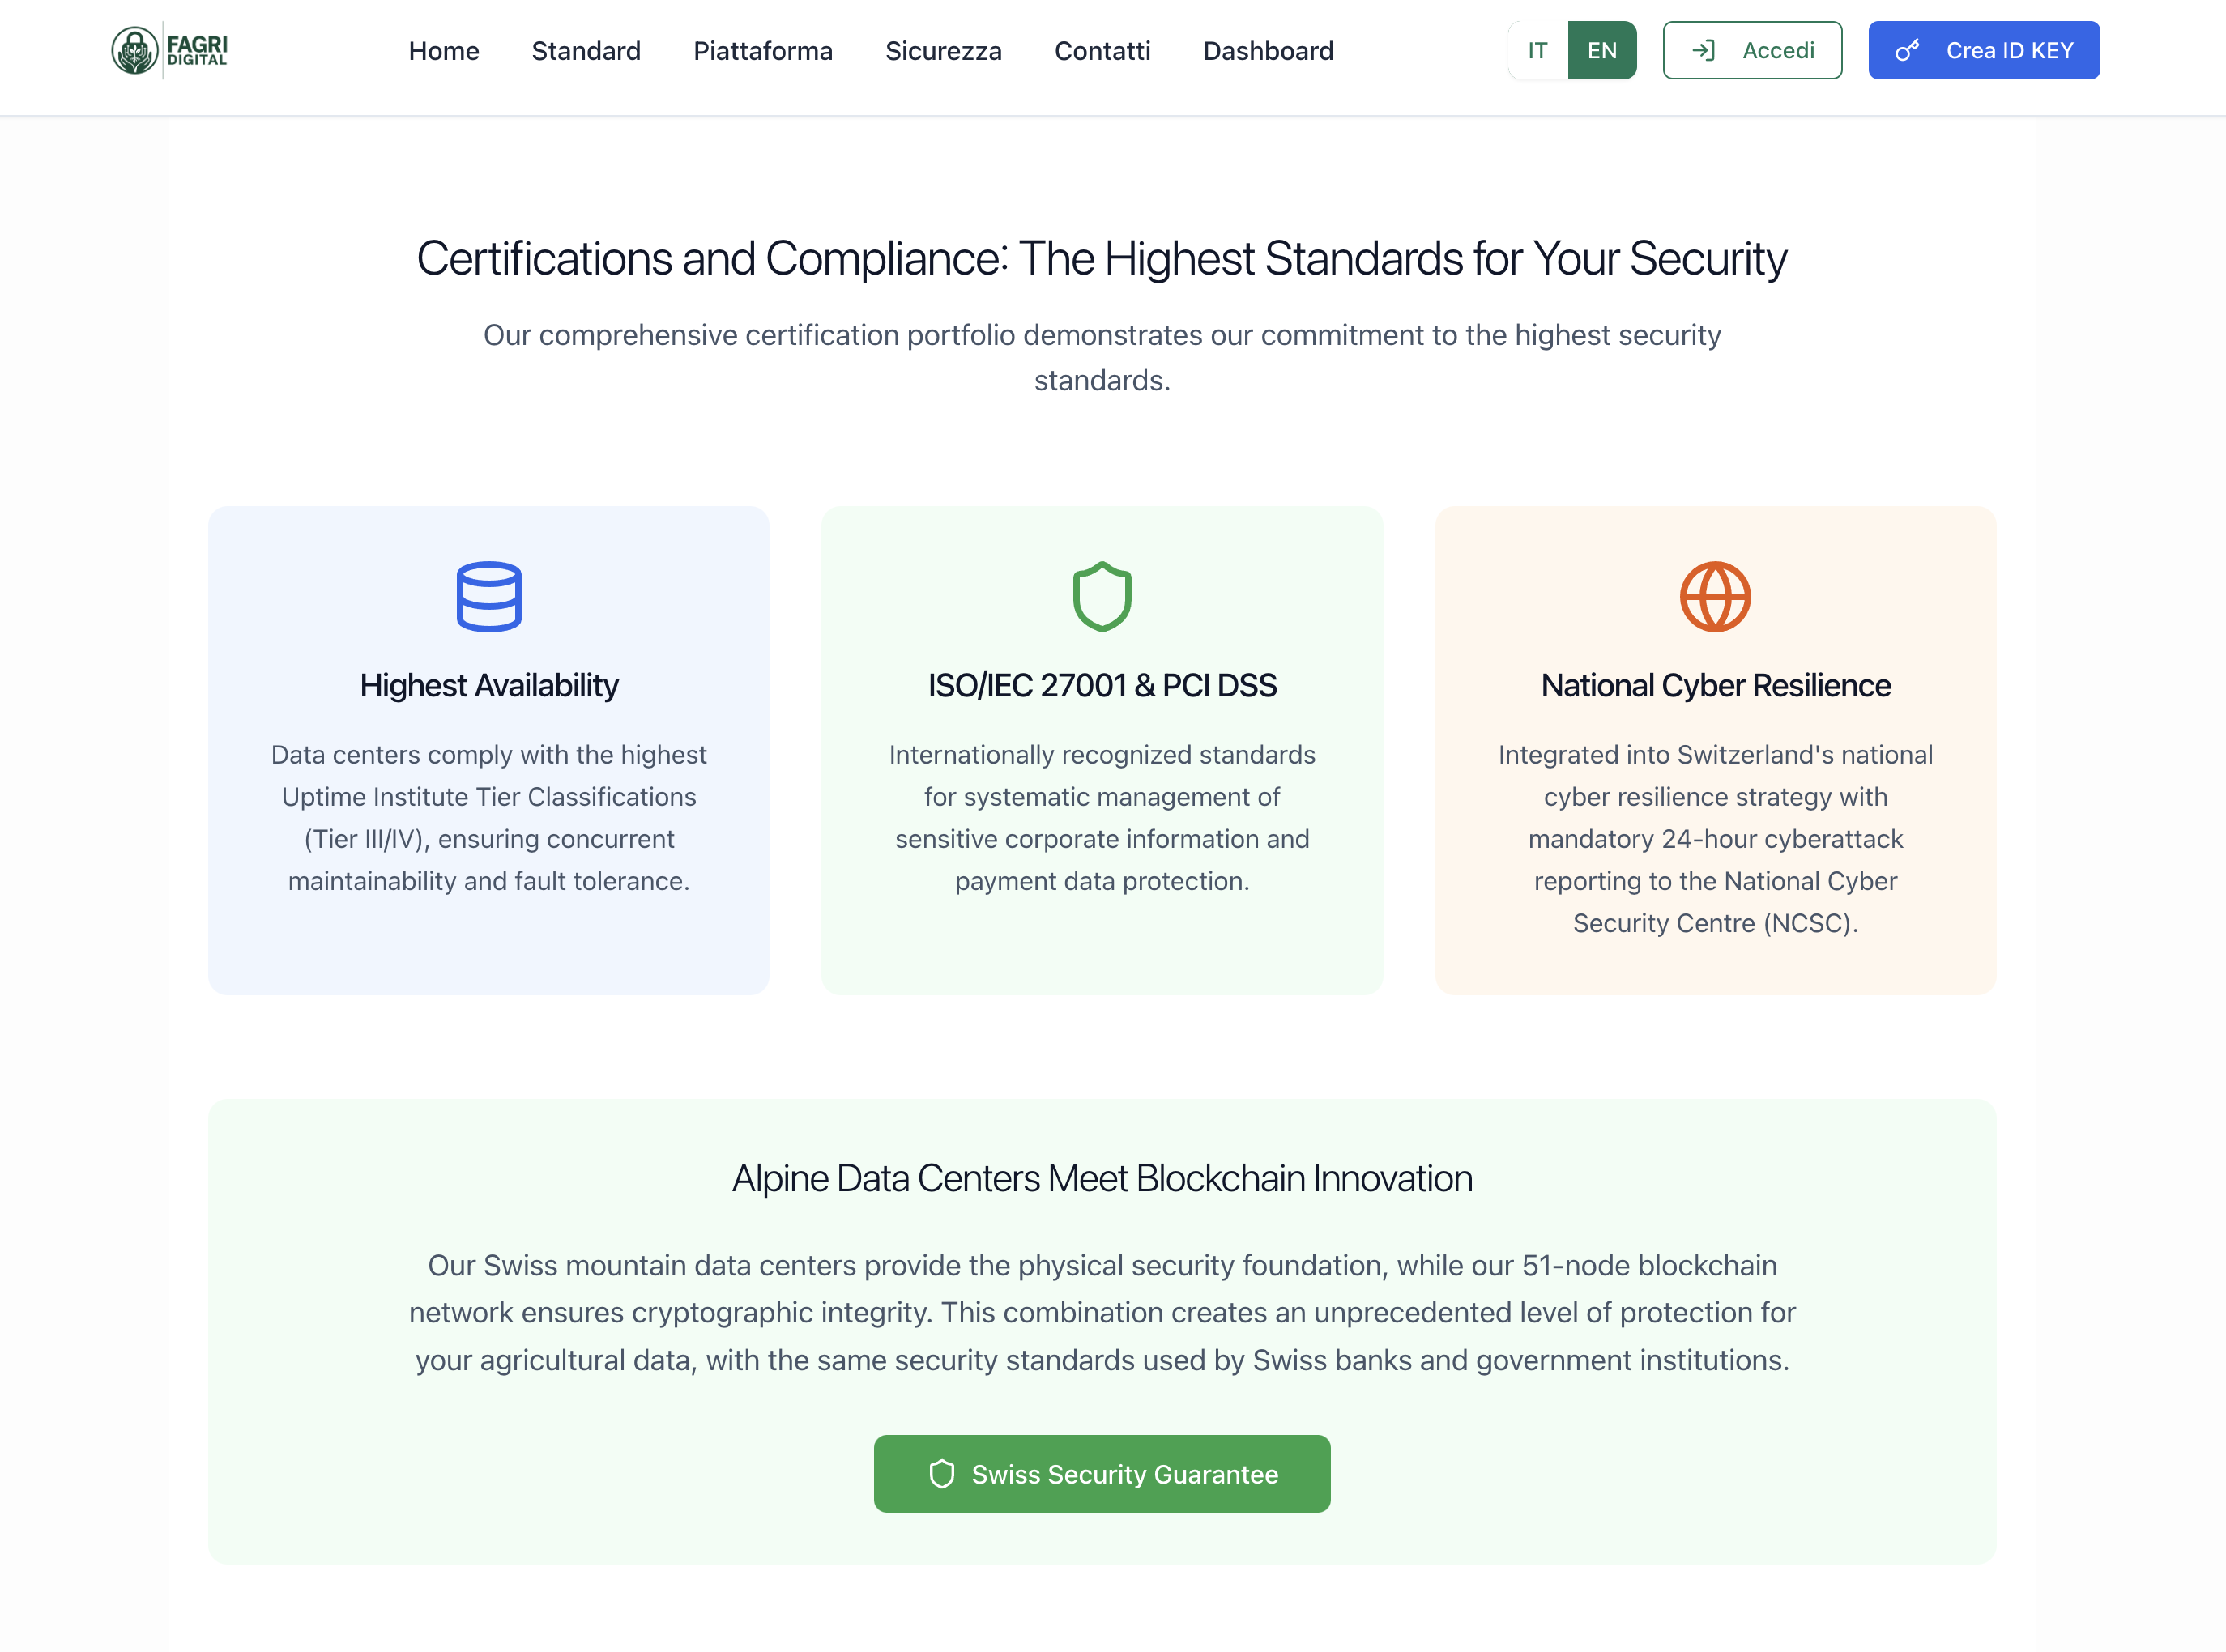 FAGRI
DIGITAL
Home
Standard
Piattaforma
Sicurezza
Contatti
Dashboard
IT
EN
Accedi
Crea ID KEY
Certifications and Compliance: The Highest Standards for Your Security
Our comprehensive certification portfolio demonstrates our commitment to the highest security
standards.
Highest Availability
Data centers comply with the highest
Uptime Institute Tier Classifications
(Tier III/IV), ensuring concurrent
maintainability and fault tolerance.
ISO/IEC 27001 & PCI DSS
Internationally recognized standards
for systematic management of
sensitive corporate information and
payment data protection.
National Cyber Resilience
Integrated into Switzerland's national
cyber resilience strategy with
mandatory 24-hour cyberattack
reporting to the National Cyber
Security Centre (NCSC).
Alpine Data Centers Meet Blockchain Innovation
Our Swiss mountain data centers provide the physical security foundation, while our 51-node blockchain
network ensures cryptographic integrity. This combination creates an unprecedented level of protection for
your agricultural data, with the same security standards used by Swiss banks and government institutions.
Swiss Security Guarantee